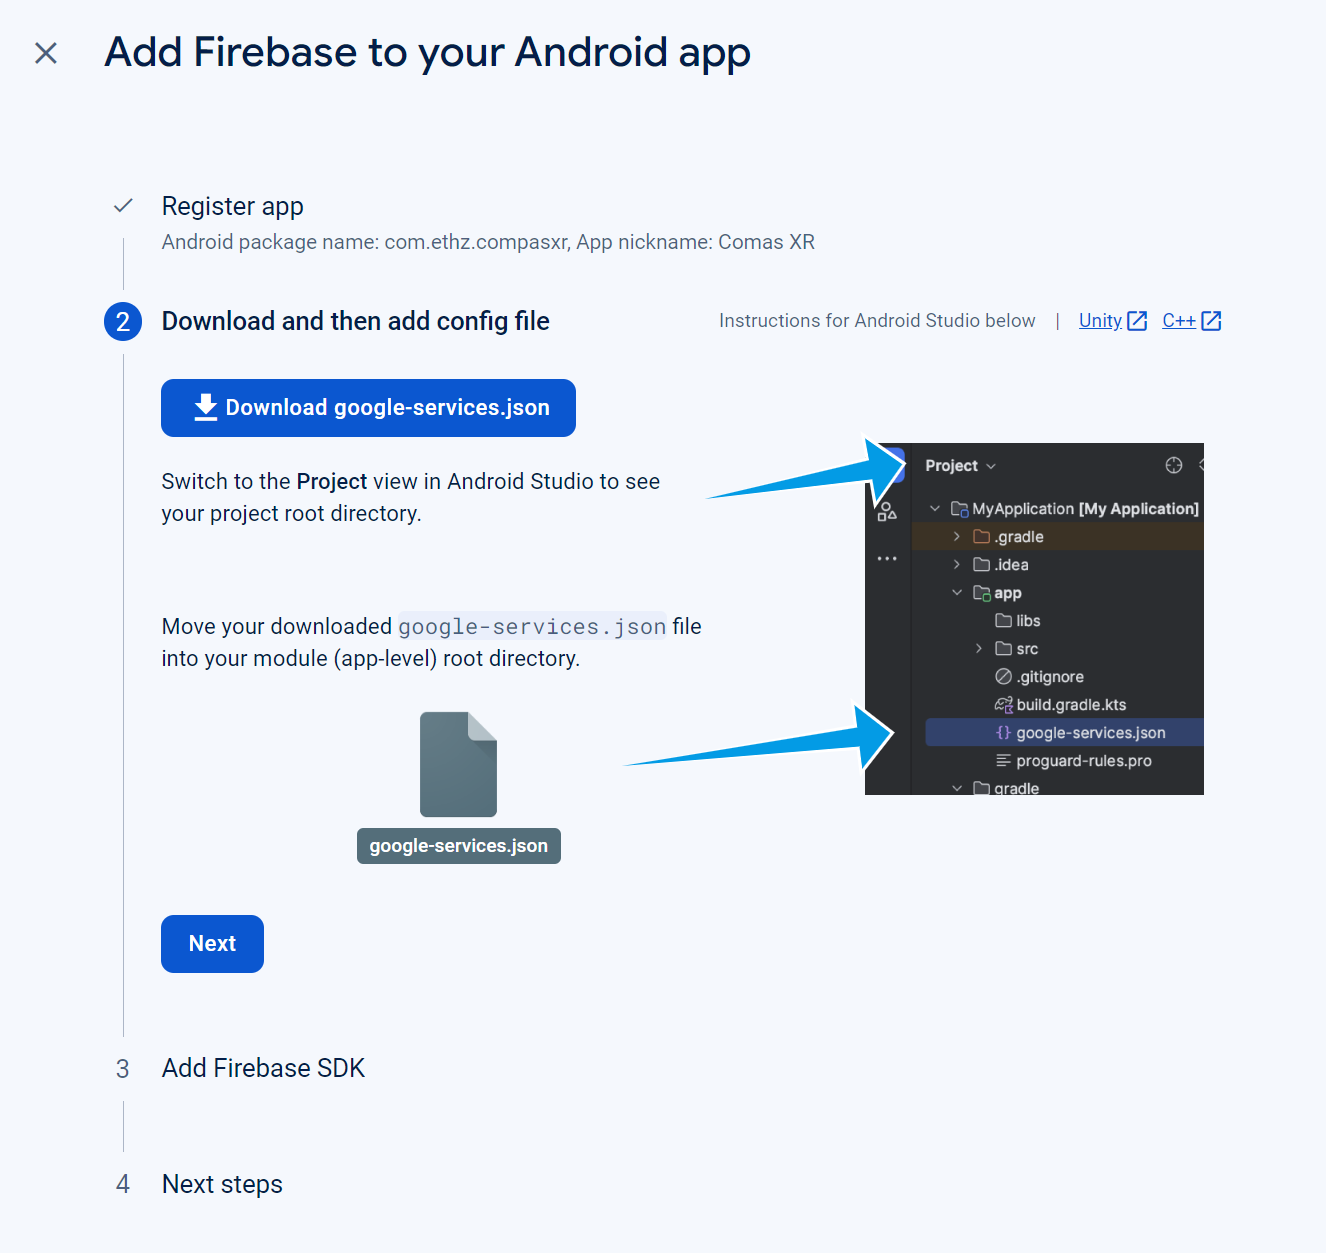 Add Firebase to your Android app
Register app
Android package name: com.ethz.compasxr, App nickname: Comas XR
2
Download and then add config file
Instructions for Android Studio below | Unity C++
Download google-services.json
Switch to the Project view in Android Studio to see
your project root directory.
Move your downloaded google-services.json file
into your module (app-level) root directory.
google-services.json
Project
MyApplication [My Application]
.gradle
.idea
app
libs
src
.gitignore
build.gradle.kts
google-services.json
proguard-rules.pro
gradle
Next
3
Add Firebase SDK
4
Next steps